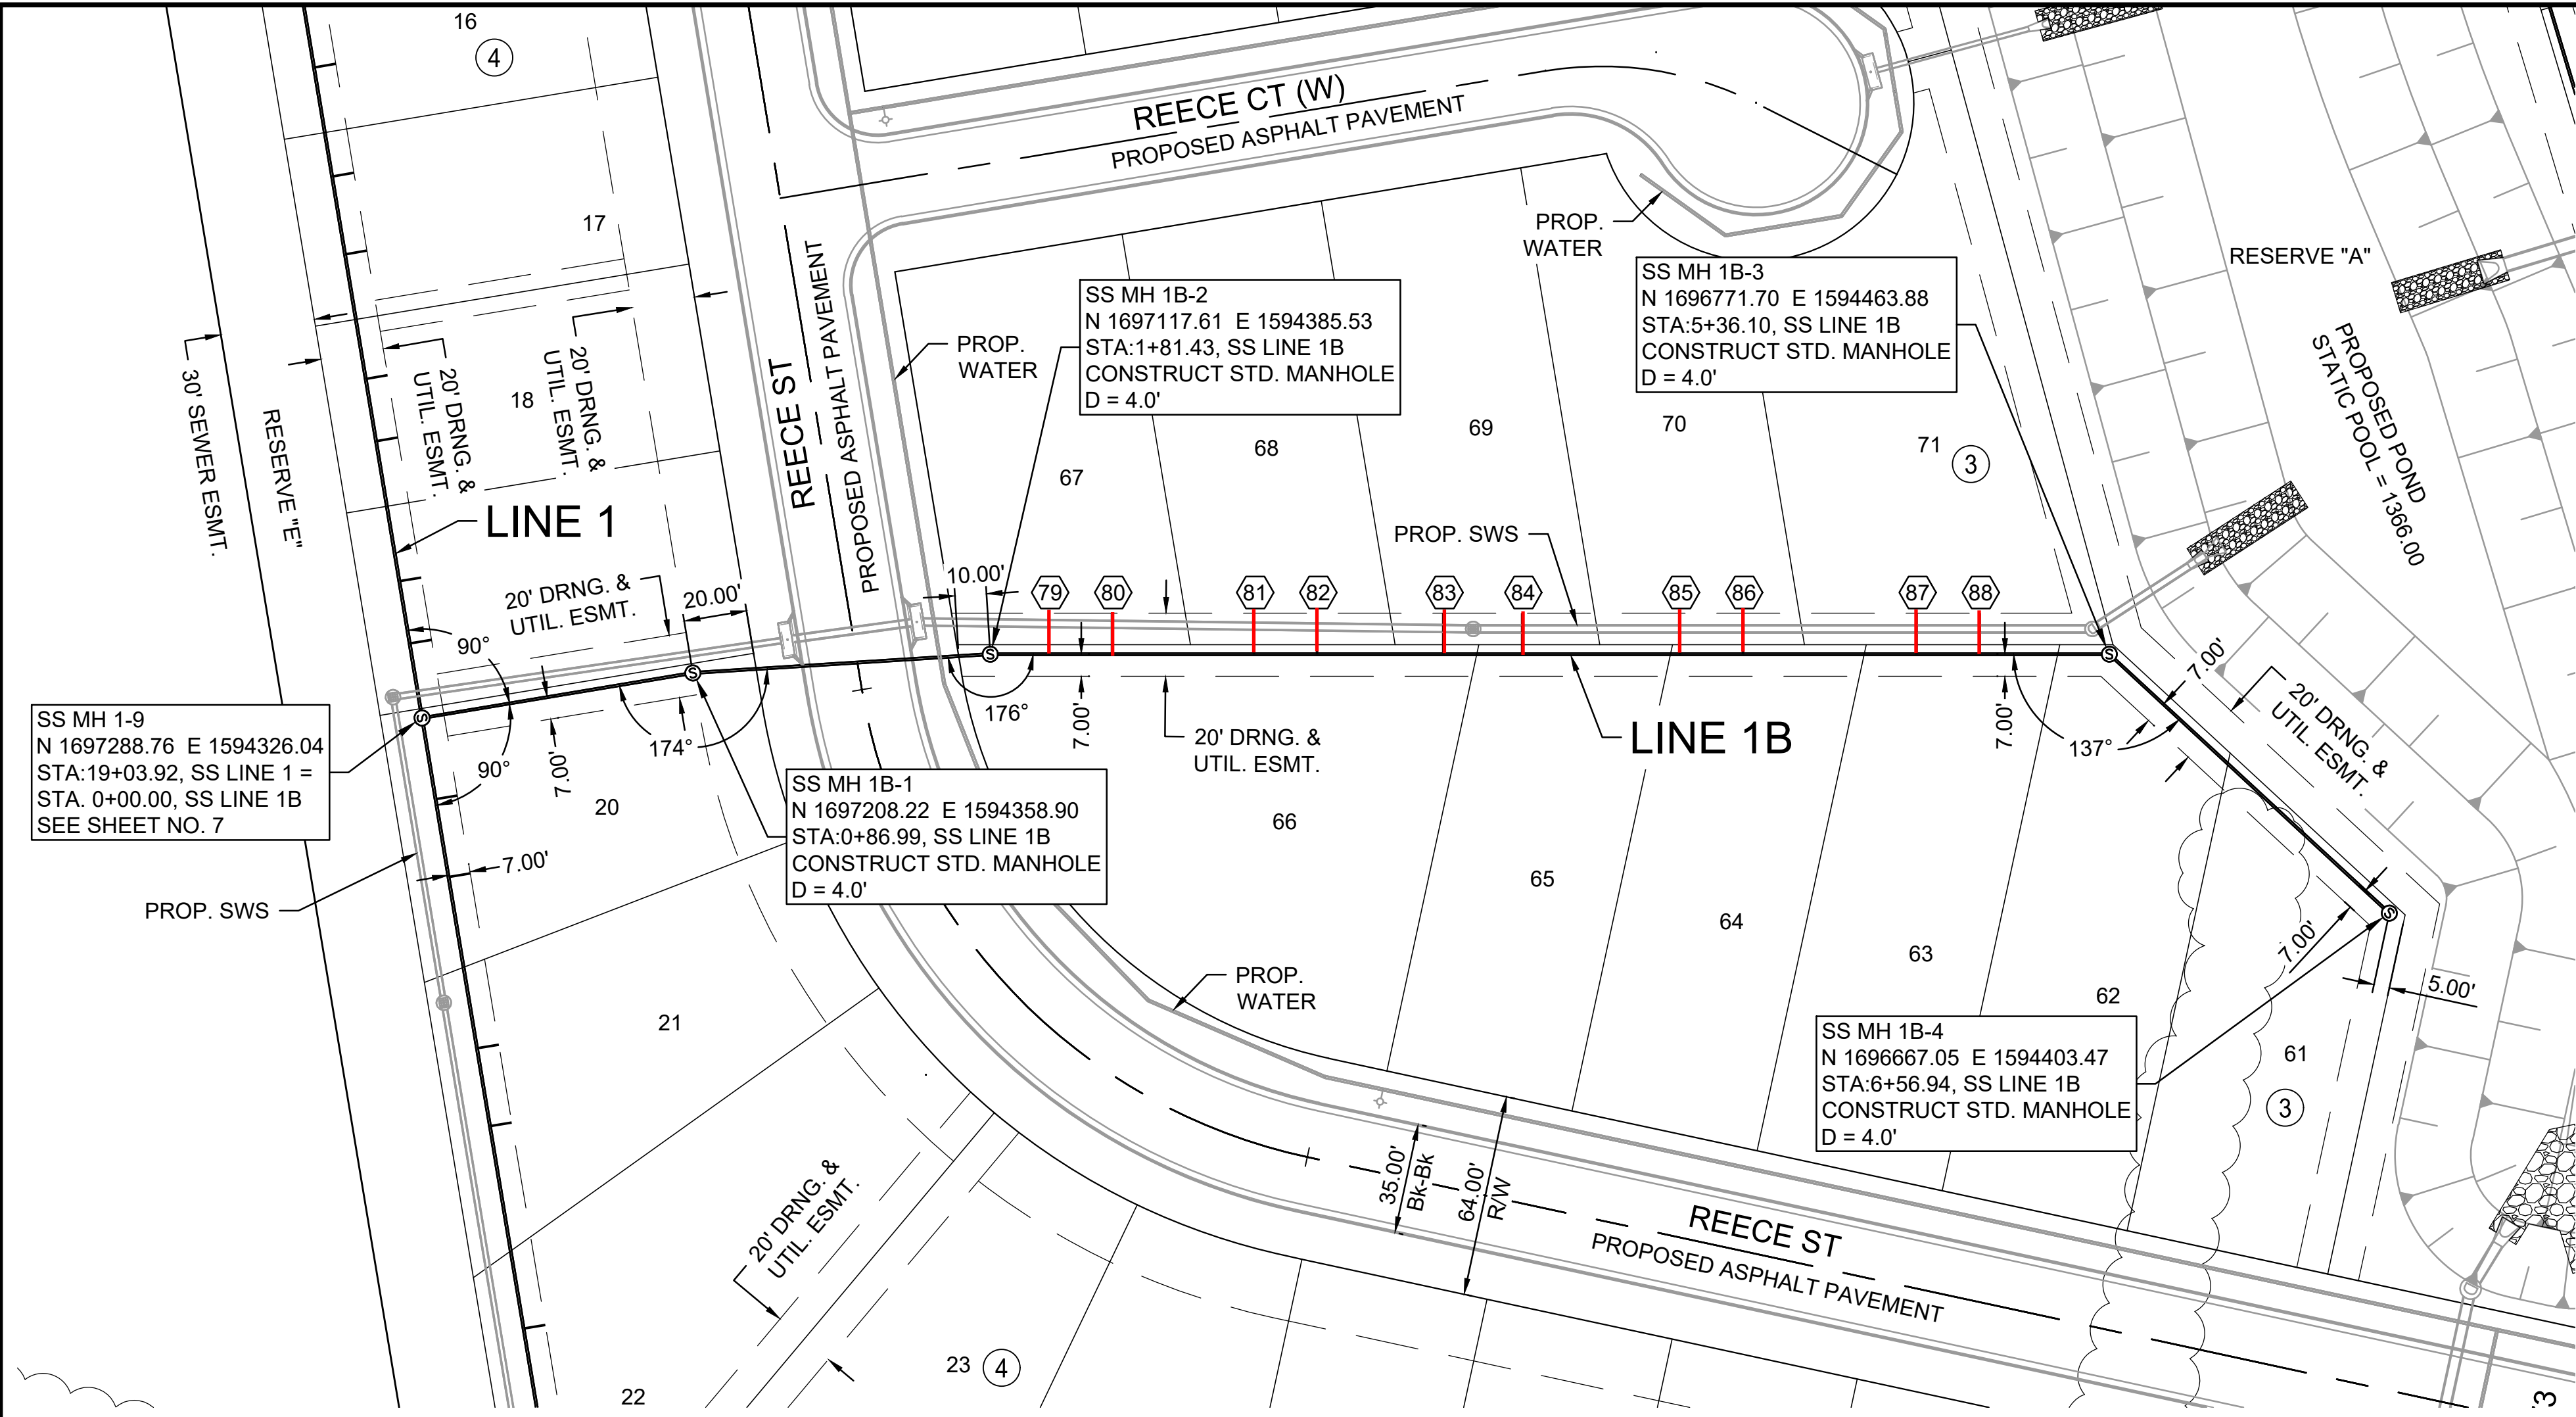 16
4
17
18
REECE CT (W)
PROPOSED ASPHALT PAVEMENT
PROP.
WATER
RESERVE "A"
PROPOSED POND
STATIC POOL = 1366.00
SS MH 1B-2
N 1697117.61 E 1594385.53
STA:1+81.43, SS LINE 1B
CONSTRUCT STD. MANHOLE
D = 4.0'
SS MH 1B-3
N 1696771.70 E 1594463.88
STA:5+36.10, SS LINE 1B
CONSTRUCT STD. MANHOLE
D = 4.0'
PROP.
WATER
REECE ST
PROPOSED ASPHALT PAVEMENT
30' SEWER ESMT.
RESERVE "E"
20' DRNG. &
UTIL. ESMT.
20' DRNG. &
UTIL. ESMT.
67
68
69
70
71
3
LINE 1
PROP. SWS
20' DRNG. &
UTIL. ESMT.
20.00'
10.00'
79
80
81
82
83
84
85
86
87
88
90°
90°
174°
176°
137°
7.00'
7.00'
7.00'
7.00'
7.00'
20' DRNG. &
UTIL. ESMT.
LINE 1B
20' DRNG. &
UTIL. ESMT.
SS MH 1-9
N 1697288.76 E 1594326.04
STA:19+03.92, SS LINE 1 =
STA. 0+00.00, SS LINE 1B
SEE SHEET NO. 7
SS MH 1B-1
N 1697208.22 E 1594358.90
STA:0+86.99, SS LINE 1B
CONSTRUCT STD. MANHOLE
D = 4.0'
20
66
65
64
63
62
61
3
PROP. SWS
7.00'
5.00'
PROP.
WATER
21
SS MH 1B-4
N 1696667.05 E 1594403.47
STA:6+56.94, SS LINE 1B
CONSTRUCT STD. MANHOLE
D = 4.0'
20' DRNG. &
UTIL. ESMT.
35.00'
Bk-Bk
64.00'
R/W
REECE ST
PROPOSED ASPHALT PAVEMENT
22
23
4